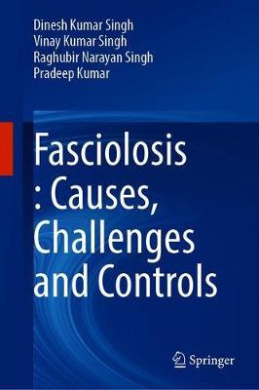 Dinesh Kumar Singh
Vinay Kumar Singh
Raghubir Narayan Singh
Pradeep Kumar
Fasciolosis
: Causes,
Challenges
and Controls
Springer